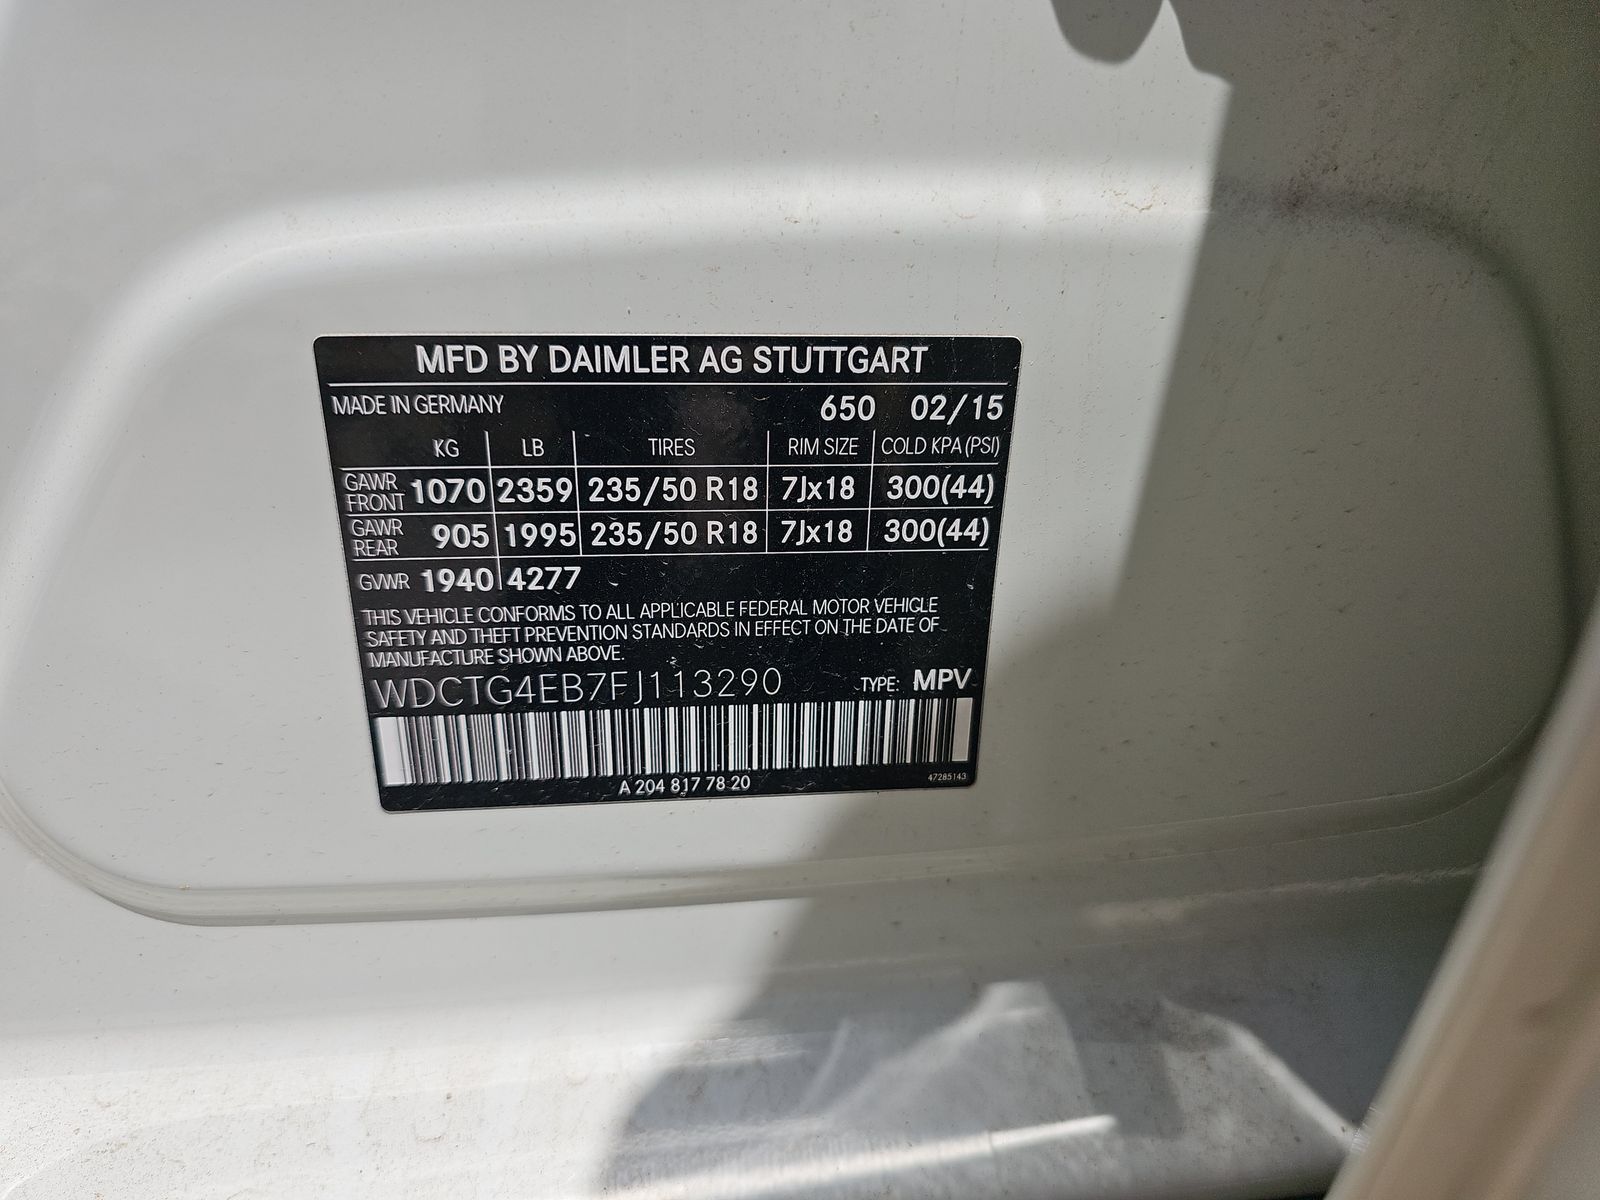 MFD BY DAIMLER AG STUTTGART
MADE IN GERMANY 650 02/15
KG LB TIRES RIM SIZE COLD KPA (PSI)
GAWR FRONT 1070 2359 235/50 R18 7Jx18 300(44)
GAWR REAR 905 1995 235/50 R18 7Jx18 300(44)
GVWR 1940 4277
THIS VEHICLE CONFORMS TO ALL APPLICABLE FEDERAL MOTOR VEHICLE
SAFETY AND THEFT PREVENTION STANDARDS IN EFFECT ON THE DATE OF
MANUFACTURE SHOWN ABOVE.
WDCTG4EB7FJ113290 TYPE: MPV
A 204 817 78 20 47285143